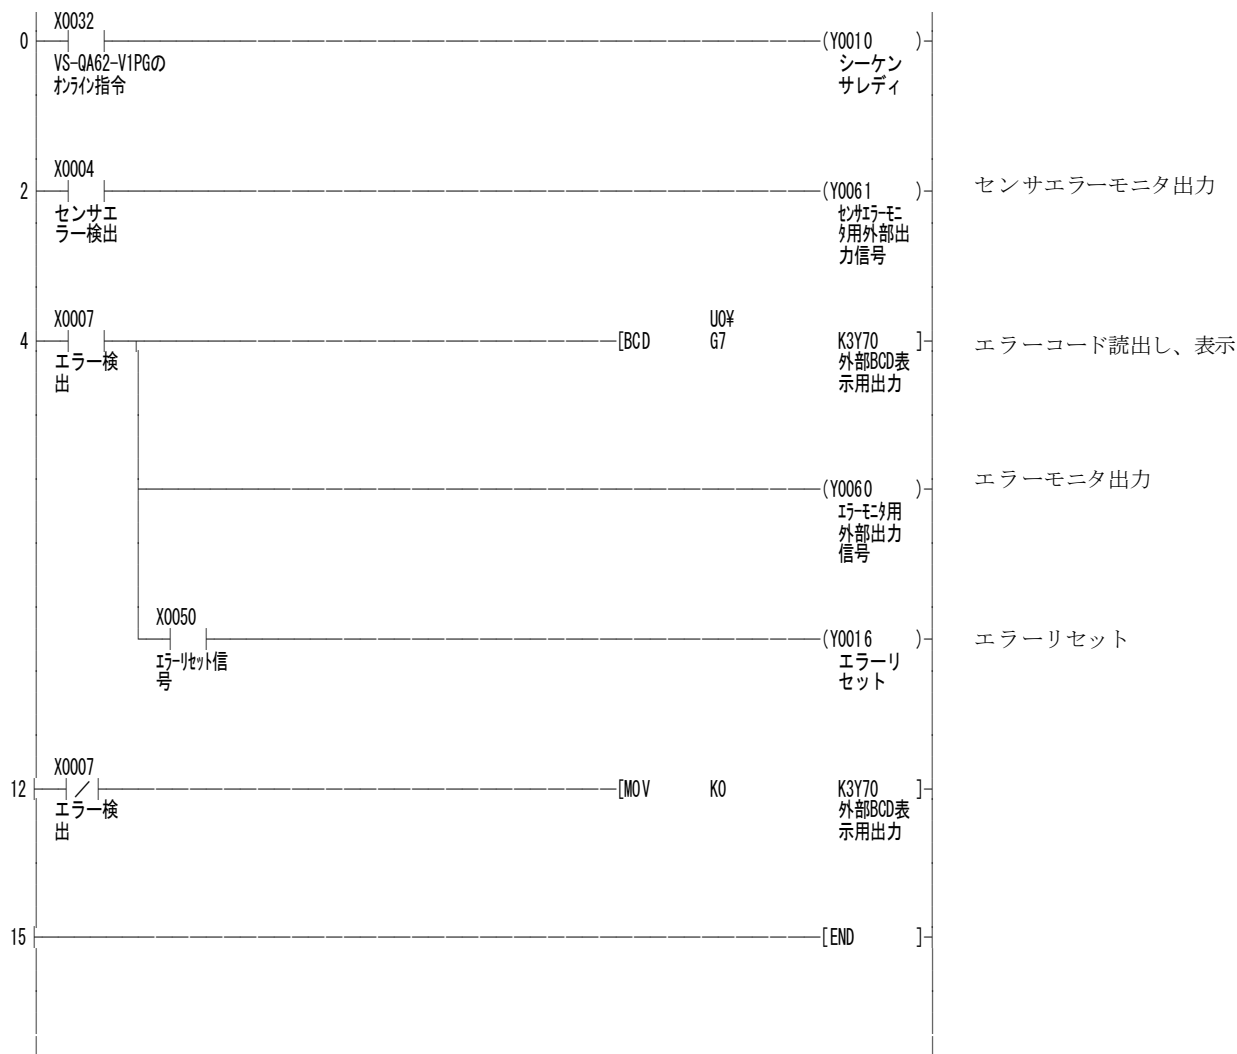 X0032
0 (Y0010 )
VS-QA62-V1PGの シーケン
オンライン指令 サレディ
X0004
2 (Y0061 ) センサエラーモニタ出力
センサエ センサエラーモニ
ラー検出 タ用外部出
力信号
X0007 U0¥
4 [BCD G7 K3Y70 ] エラーコード読出し、表示
エラー検 外部BCD表
出 示用出力
(Y0060 ) エラーモニタ出力
エラーモニタ用
外部出力
信号
X0050
(Y0016 ) エラーリセット
エラーリセット信 エラーリ
号 セット
X0007
12 [MOV K0 K3Y70 ]
エラー検 外部BCD表
出 示用出力
15 [END ]